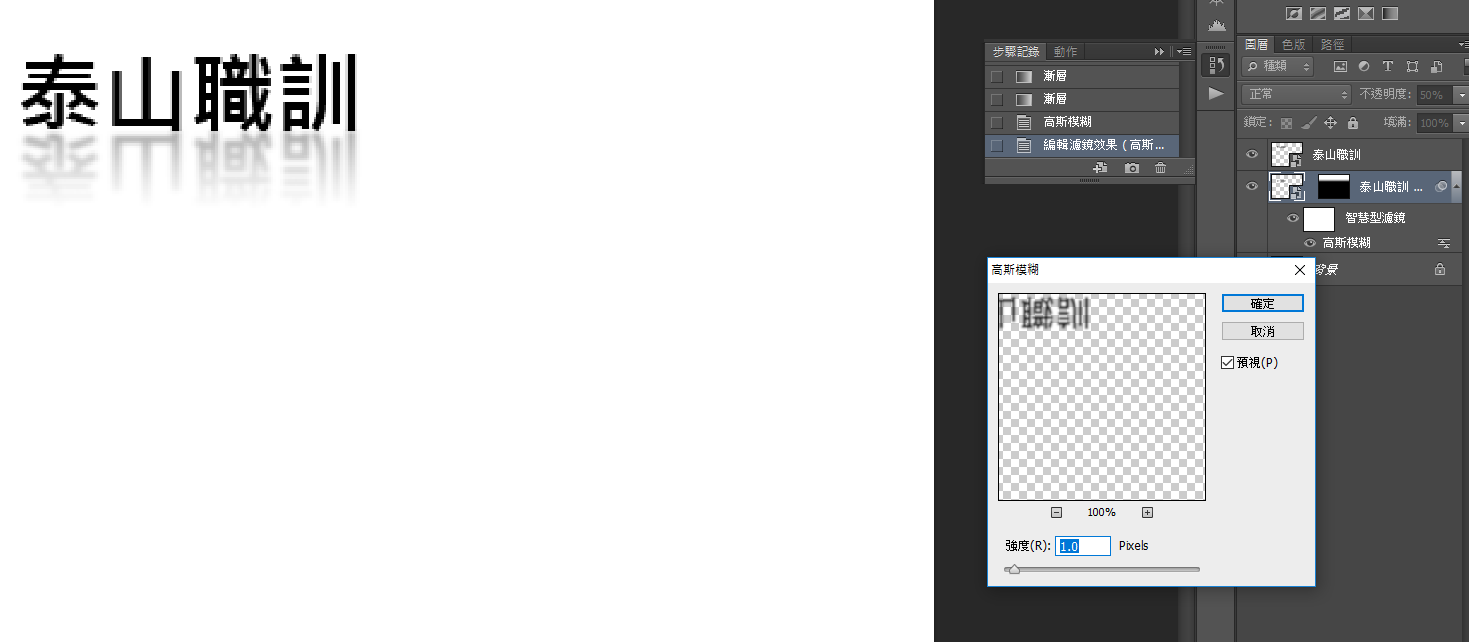 泰山職訓
步驟記錄 動作
漸層
漸層
高斯模糊
編輯濾鏡效果 ( 高斯...
圖層 色版 路徑
種類
正常 不透明度: 50%
鎖定: 填滿: 100%
泰山職訓
泰山職訓 ...
智慧型濾鏡
高斯模糊
背景
高斯模糊
確定
取消
預視(P)
100%
強度(R): 1.0 Pixels